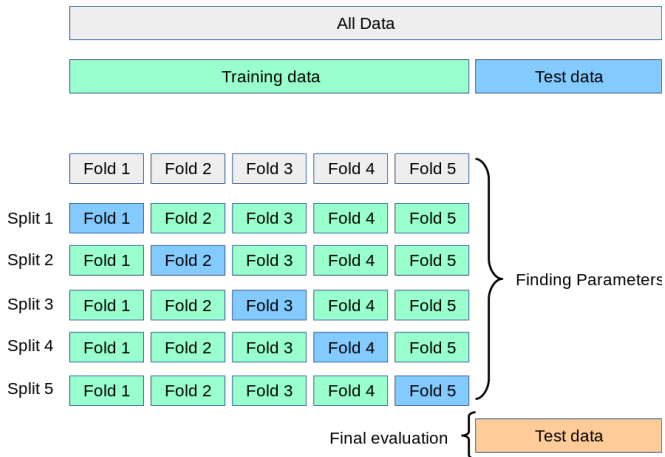 All Data
Training data Test data
Fold 1 Fold 2 Fold 3 Fold 4 Fold 5
Split 1 Fold 1 Fold 2 Fold 3 Fold 4 Fold 5
Split 2 Fold 1 Fold 2 Fold 3 Fold 4 Fold 5
Finding Parameters
Split 3 Fold 1 Fold 2 Fold 3 Fold 4 Fold 5
Split 4 Fold 1 Fold 2 Fold 3 Fold 4 Fold 5
Split 5 Fold 1 Fold 2 Fold 3 Fold 4 Fold 5
Final evaluation Test data